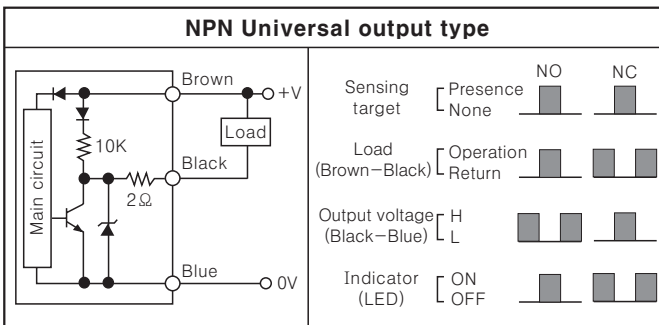 NPN Universal output type
Main circuit
Brown
+V
10K
Load
Black
2Ω
Blue
0V
NO NC
Sensing target Presence
None
Load (Brown−Black) Operation
Return
Output voltage (Black−Blue) H
L
Indicator (LED) ON
OFF